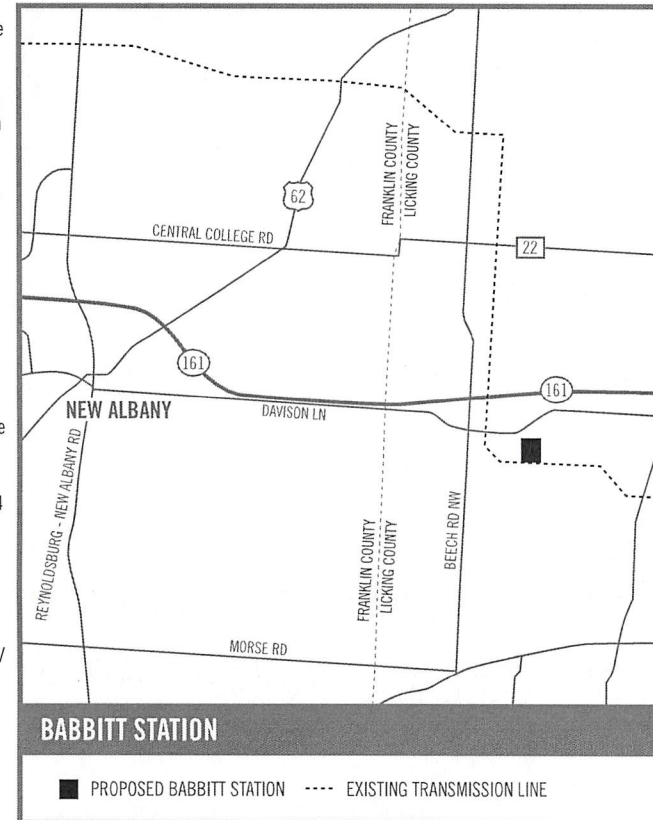 FRANKLIN COUNTY
LICKING COUNTY
62
CENTRAL COLLEGE RD
22
161
161
NEW ALBANY
DAVISON LN
REYNOLDSBURG - NEW ALBANY RD
FRANKLIN COUNTY
LICKING COUNTY
BEECH RD NW
MORSE RD
BABBITT STATION
PROPOSED BABBITT STATION
EXISTING TRANSMISSION LINE